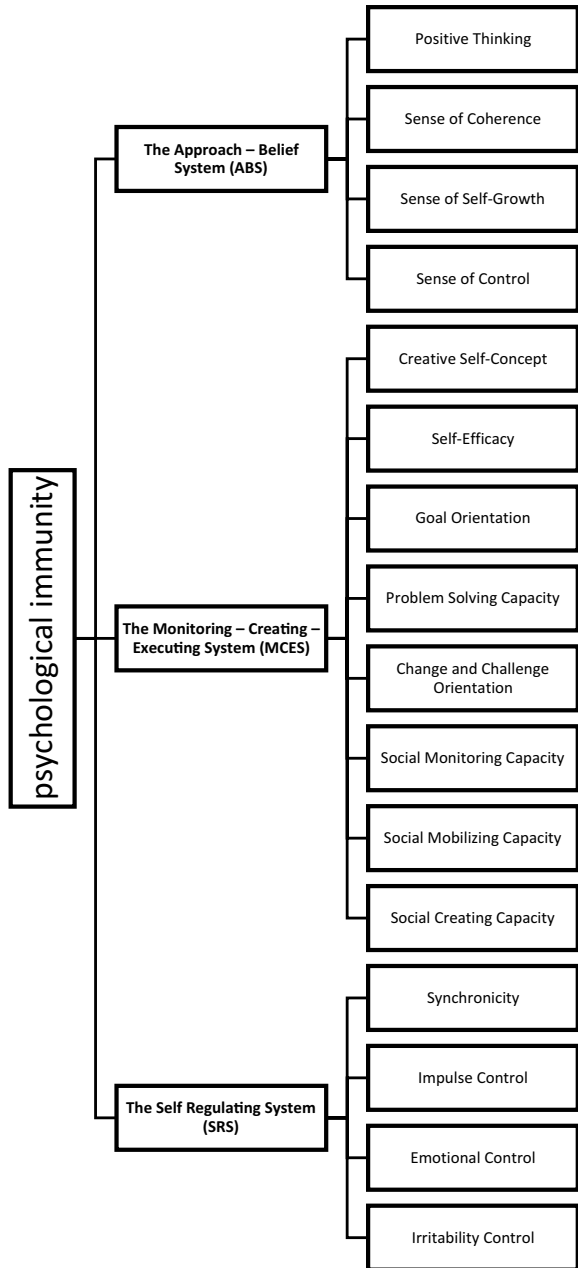 psychological immunity
The Approach – Belief
System (ABS)
Positive Thinking
Sense of Coherence
Sense of Self-Growth
Sense of Control
The Monitoring – Creating –
Executing System (MCES)
Creative Self-Concept
Self-Efficacy
Goal Orientation
Problem Solving Capacity
Change and Challenge
Orientation
Social Monitoring Capacity
Social Mobilizing Capacity
Social Creating Capacity
The Self Regulating System
(SRS)
Synchronicity
Impulse Control
Emotional Control
Irritability Control